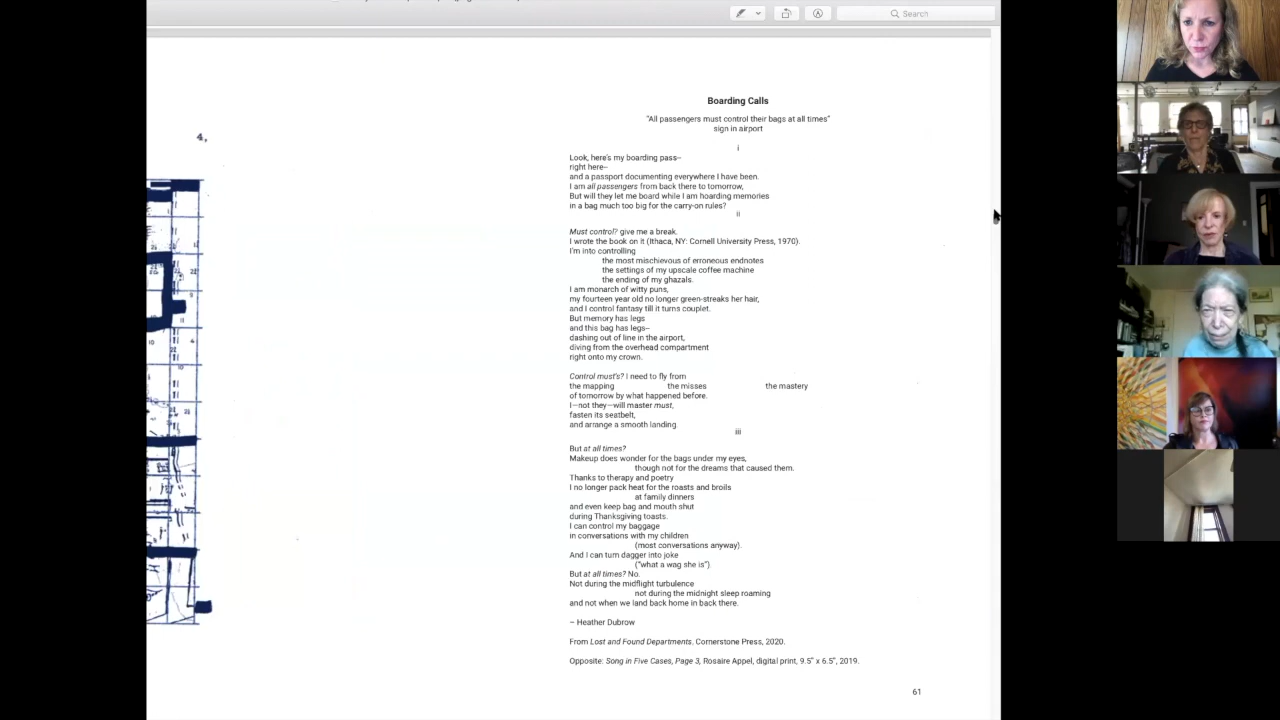 Search
4,
Boarding Calls
"All passengers must control their bags at all times"
sign in airport
i
Look, here's my boarding pass–
right here–
and a passport documenting everywhere I have been.
I am all passengers from back there to tomorrow,
But will they let me board while I am hoarding memories
in a bag much too big for the carry-on rules?
ii
Must control? give me a break.
I wrote the book on it (Ithaca, NY: Cornell University Press, 1970).
I'm into controlling
the most mischievous of erroneous endnotes
the settings of my upscale coffee machine
the ending of my ghazals.
I am monarch of witty puns,
my fourteen year old no longer green-streaks her hair,
and I control fantasy till it turns couplet.
But memory has legs
and this bag has legs–
dashing out of line in the airport,
diving from the overhead compartment
right onto my crown.
Control must's? I need to fly from
the mapping the misses the mastery
of tomorrow by what happened before.
I—not they—will master must,
fasten its seatbelt,
and arrange a smooth landing.
iii
But at all times?
Makeup does wonder for the bags under my eyes,
though not for the dreams that caused them.
Thanks to therapy and poetry
I no longer pack heat for the roasts and broils
at family dinners
and even keep bag and mouth shut
during Thanksgiving toasts.
I can control my baggage
in conversations with my children
(most conversations anyway).
And I can turn dagger into joke
("what a wag she is")
But at all times? No.
Not during the midflight turbulence
not during the midnight sleep roaming
and not when we land back home in back there.
– Heather Dubrow
From Lost and Found Departments. Cornerstone Press, 2020.
Opposite: Song in Five Cases, Page 3, Rosaire Appel, digital print, 9.5" x 6.5", 2019.
61